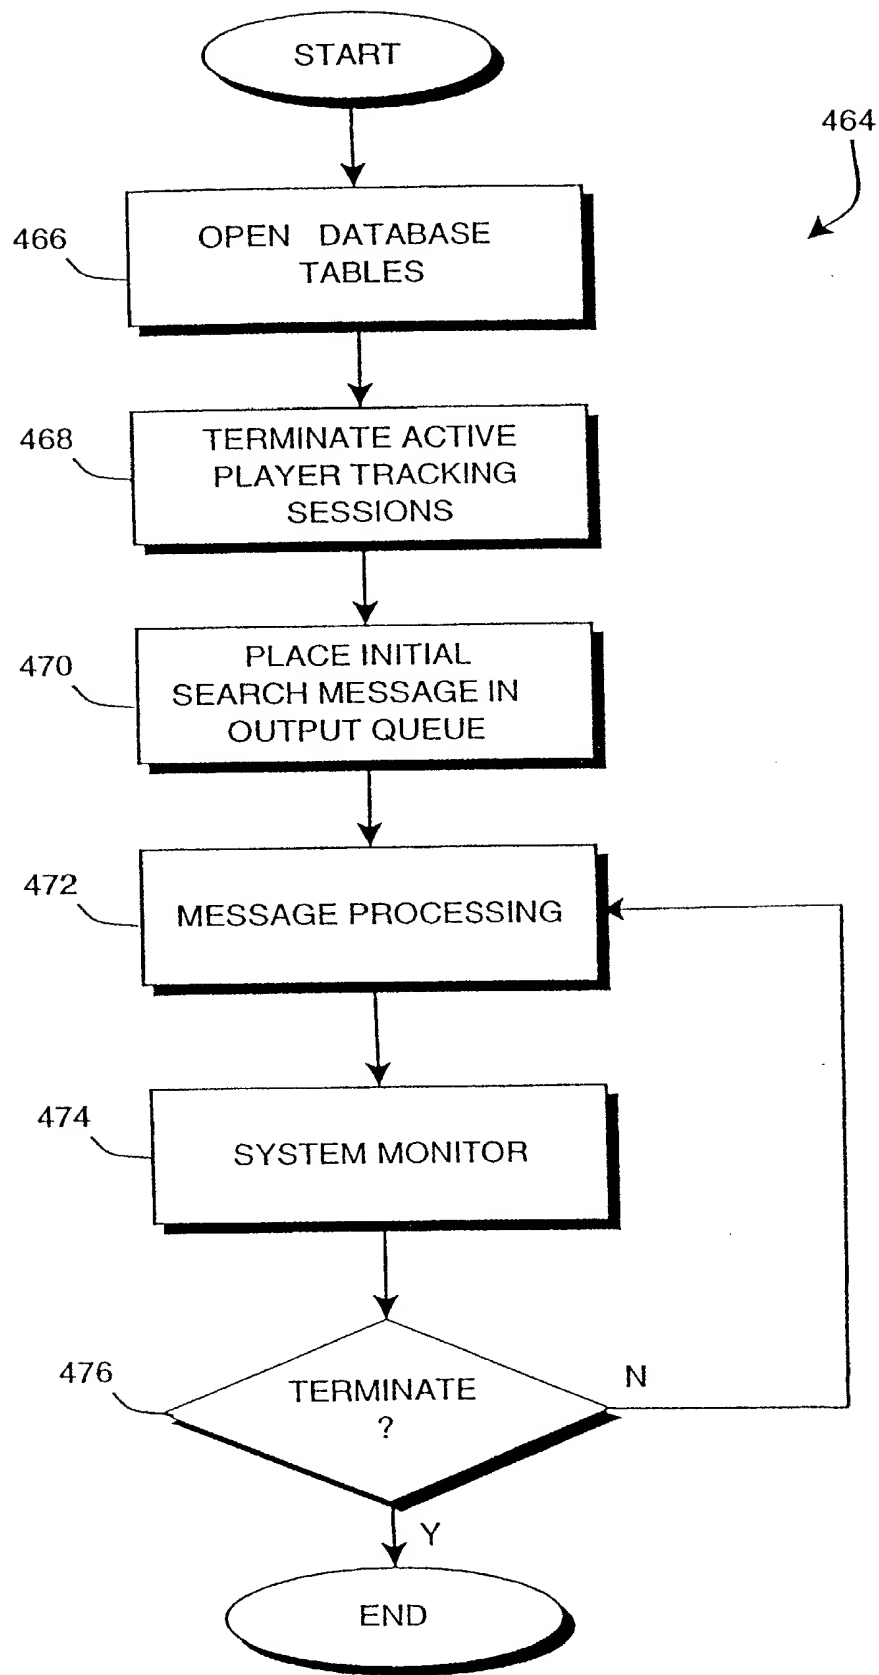 START
464
466
OPEN DATABASE
TABLES
468
TERMINATE ACTIVE
PLAYER TRACKING
SESSIONS
470
PLACE INITIAL
SEARCH MESSAGE IN
OUTPUT QUEUE
472
MESSAGE PROCESSING
474
SYSTEM MONITOR
476
TERMINATE
?
N
Y
END